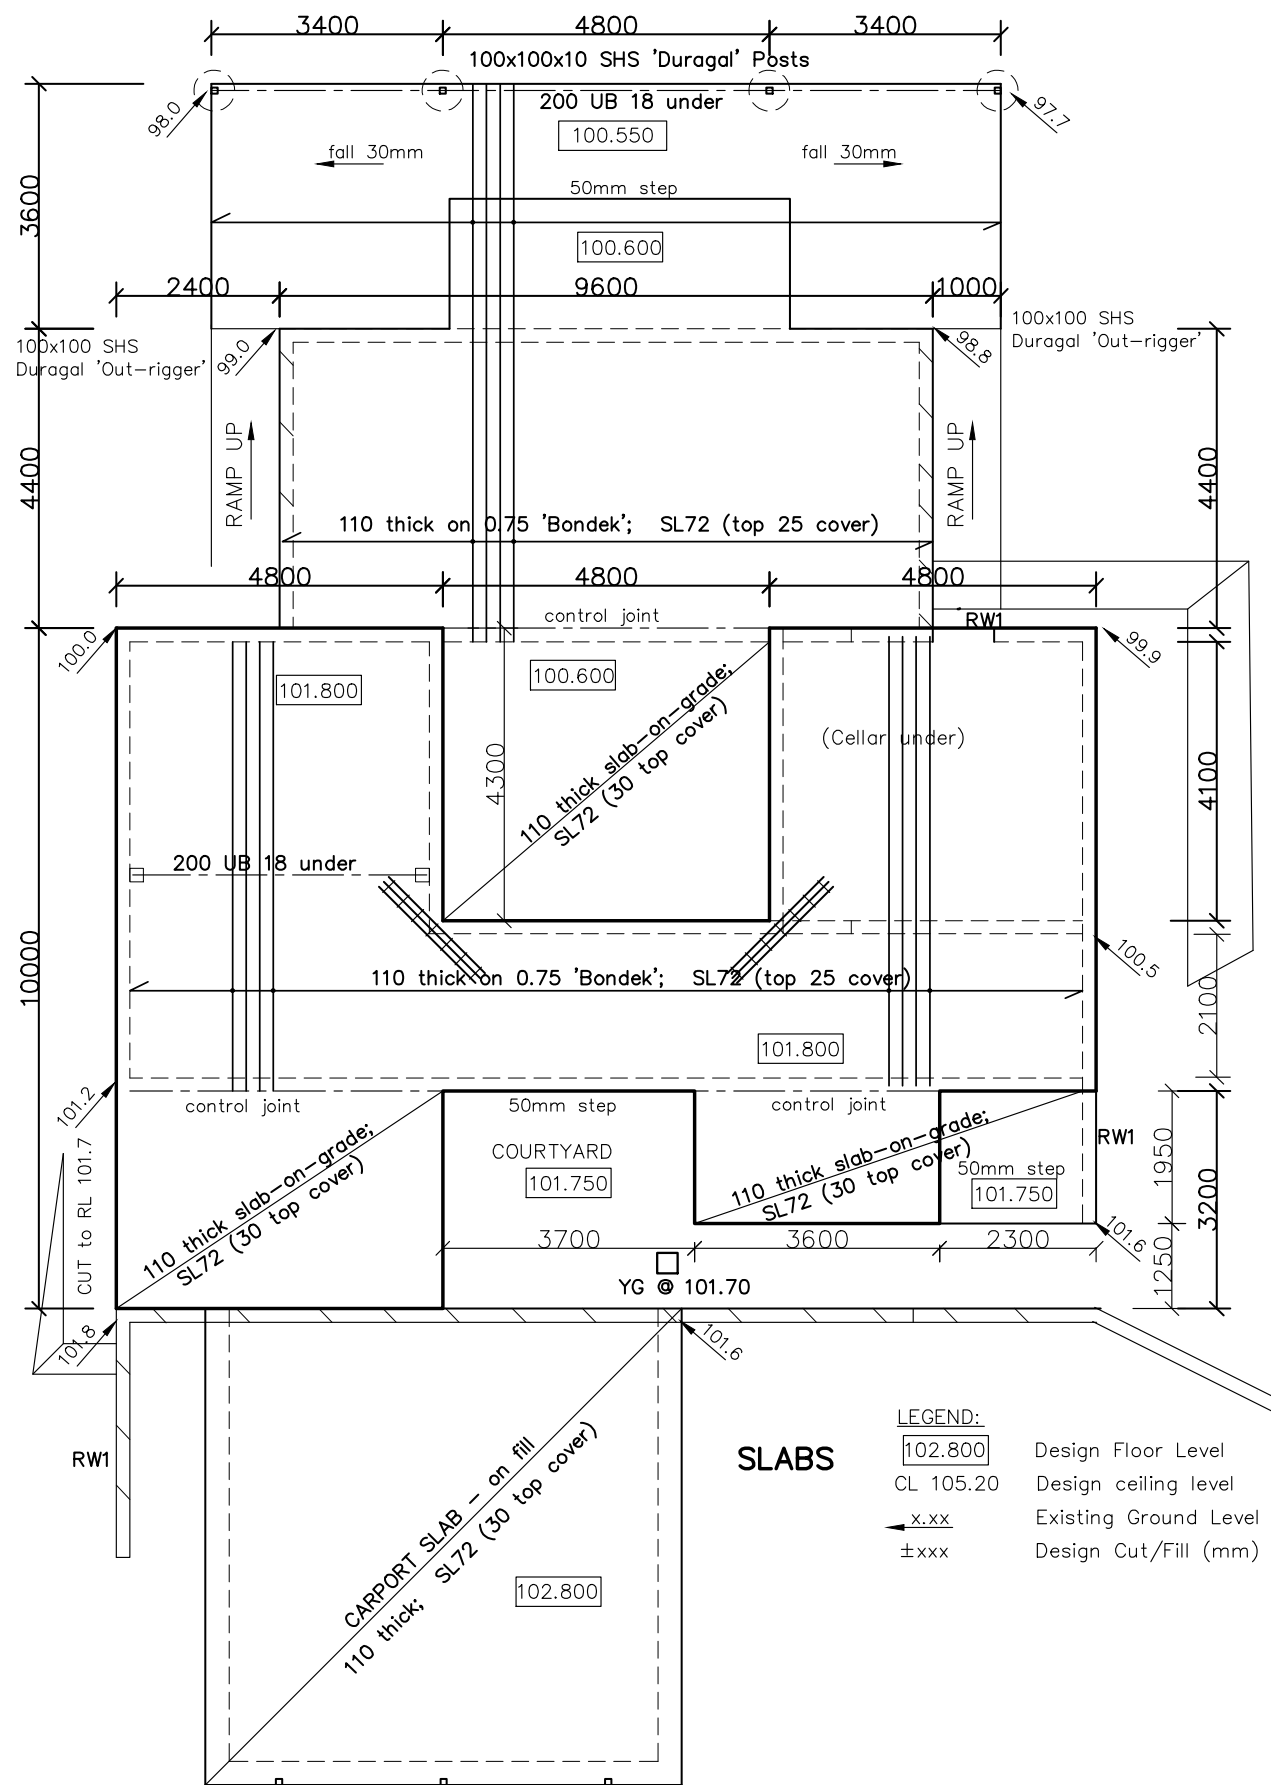 3400
4800
3400
100x100x10 SHS 'Duragal' Posts
200 UB 18 under
98.0
97.7
100.550
fall 30mm
fall 30mm
50mm step
3600
100.600
2400
9600
1000
100x100 SHS
Duragal 'Out-rigger'
100x100 SHS
Duragal 'Out-rigger'
99.0
98.8
4400
RAMP UP
RAMP UP
4400
110 thick on 0.75 'Bondek'; SL72 (top 25 cover)
4800
4800
4800
control joint
RW1
100.0
99.9
101.800
100.600
110 thick slab-on-grade;
SL72 (30 top cover)
(Cellar under)
4300
4100
200 UB 18 under
10000
110 thick on 0.75 'Bondek'; SL72 (top 25 cover)
100.5
2100
101.800
101.2
control joint
50mm step
control joint
CUT to RL 101.7
110 thick slab-on-grade;
SL72 (30 top cover)
COURTYARD
101.750
110 thick slab-on-grade;
SL72 (30 top cover)
50mm step
101.750
RW1
1950
3200
3700
3600
2300
101.6
1250
YG @ 101.70
101.8
101.6
RW1
CARPORT SLAB - on fill
110 thick; SL72 (30 top cover)
102.800
SLABS
LEGEND:
102.800 Design Floor Level
CL 105.20 Design ceiling level
x.xx Existing Ground Level
±xxx Design Cut/Fill (mm)